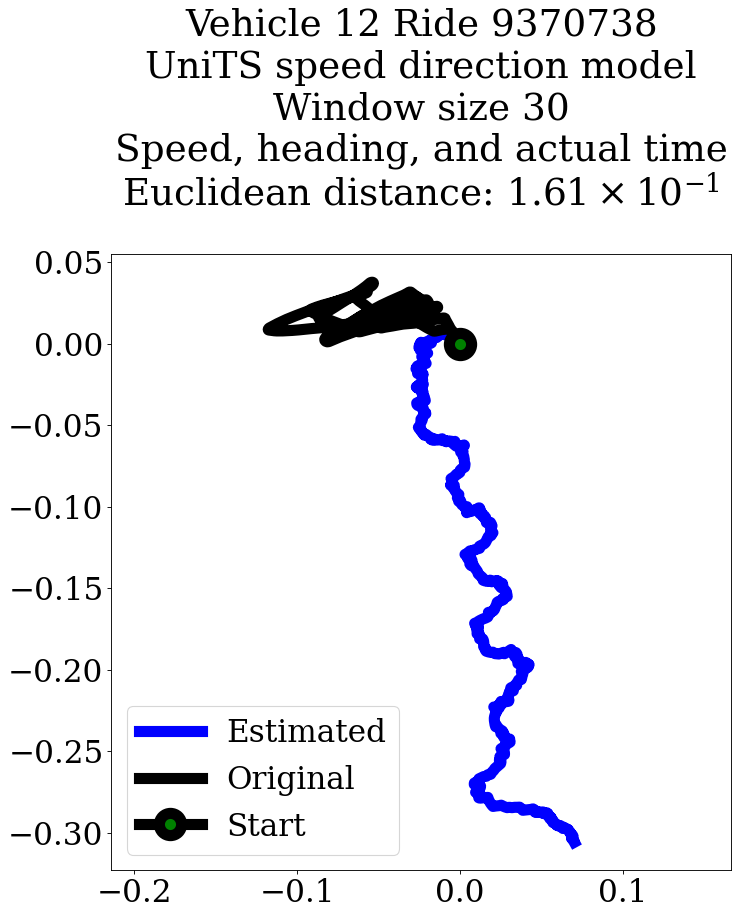 Vehicle 12 Ride 9370738
UniTS speed direction model
Window size 30
Speed, heading, and actual time
Euclidean distance: 1.61 × 10⁻¹
0.05
0.00
−0.05
−0.10
−0.15
−0.20
−0.25
−0.30
Estimated
Original
Start
−0.2
−0.1
0.0
0.1